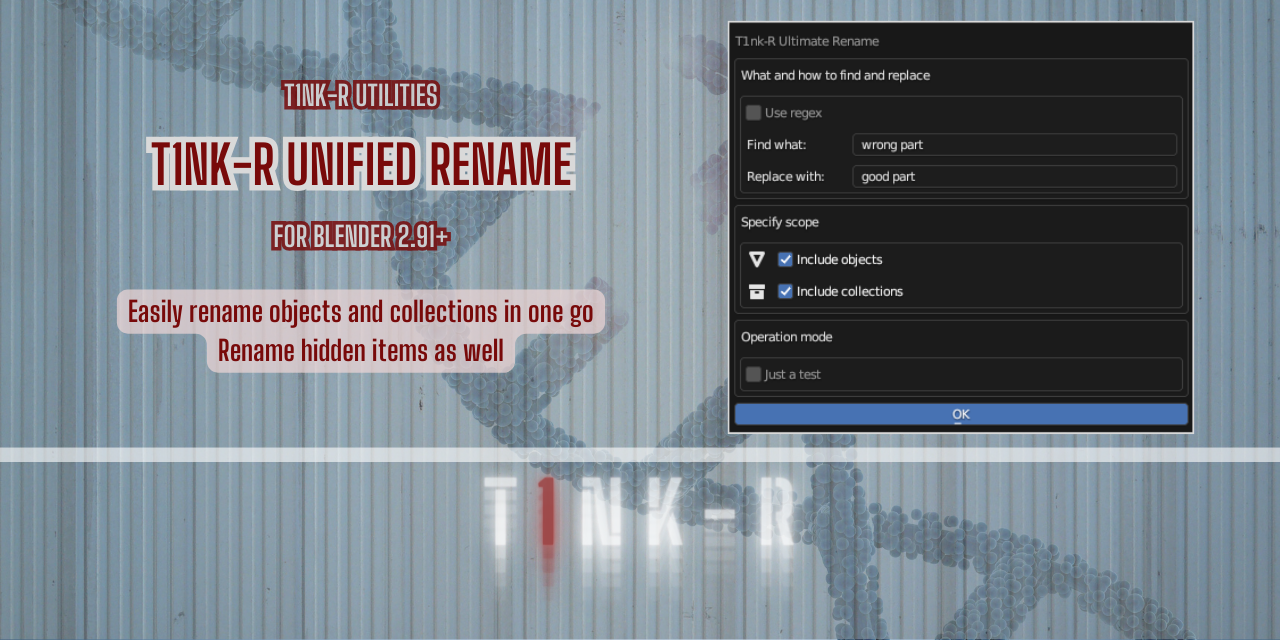 T1NK-R UTILITIES
T1NK-R UNIFIED RENAME
FOR BLENDER 2.91+
Easily rename objects and collections in one go
Rename hidden items as well
T1nk-R Ultimate Rename
What and how to find and replace
Use regex
Find what: wrong part
Replace with: good part
Specify scope
Include objects
Include collections
Operation mode
Just a test
OK
T1NK-R